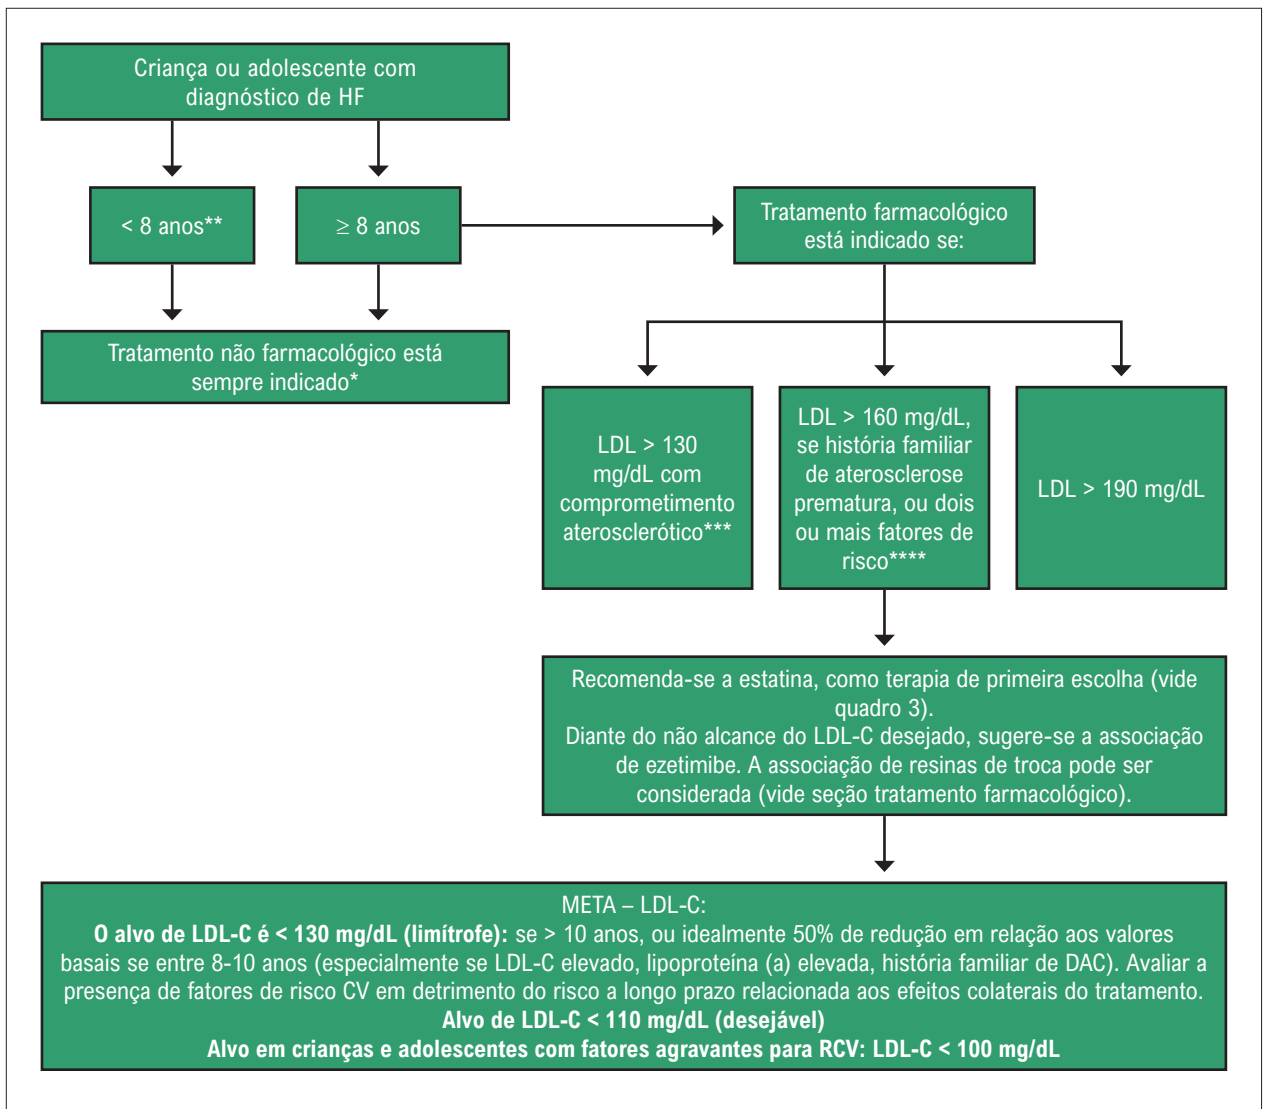 Criança ou adolescente com
diagnóstico de HF
< 8 anos**
≥ 8 anos
Tratamento farmacológico
está indicado se:
Tratamento não farmacológico está
sempre indicado*
LDL > 130
mg/dL com
comprometimento
aterosclerótico***
LDL > 160 mg/dL,
se história familiar
de aterosclerose
prematura, ou dois
ou mais fatores de
risco****
LDL > 190 mg/dL
Recomenda-se a estatina, como terapia de primeira escolha (vide
quadro 3).
Diante do não alcance do LDL-C desejado, sugere-se a associação
de ezetimibe. A associação de resinas de troca pode ser
considerada (vide seção tratamento farmacológico).
META – LDL-C:
O alvo de LDL-C é < 130 mg/dL (limítrofe): se > 10 anos, ou idealmente 50% de redução em relação aos valores
basais se entre 8-10 anos (especialmente se LDL-C elevado, lipoproteína (a) elevada, história familiar de DAC). Avaliar a
presença de fatores de risco CV em detrimento do risco a longo prazo relacionada aos efeitos colaterais do tratamento.
Alvo de LDL-C < 110 mg/dL (desejável)
Alvo em crianças e adolescentes com fatores agravantes para RCV: LDL-C < 100 mg/dL